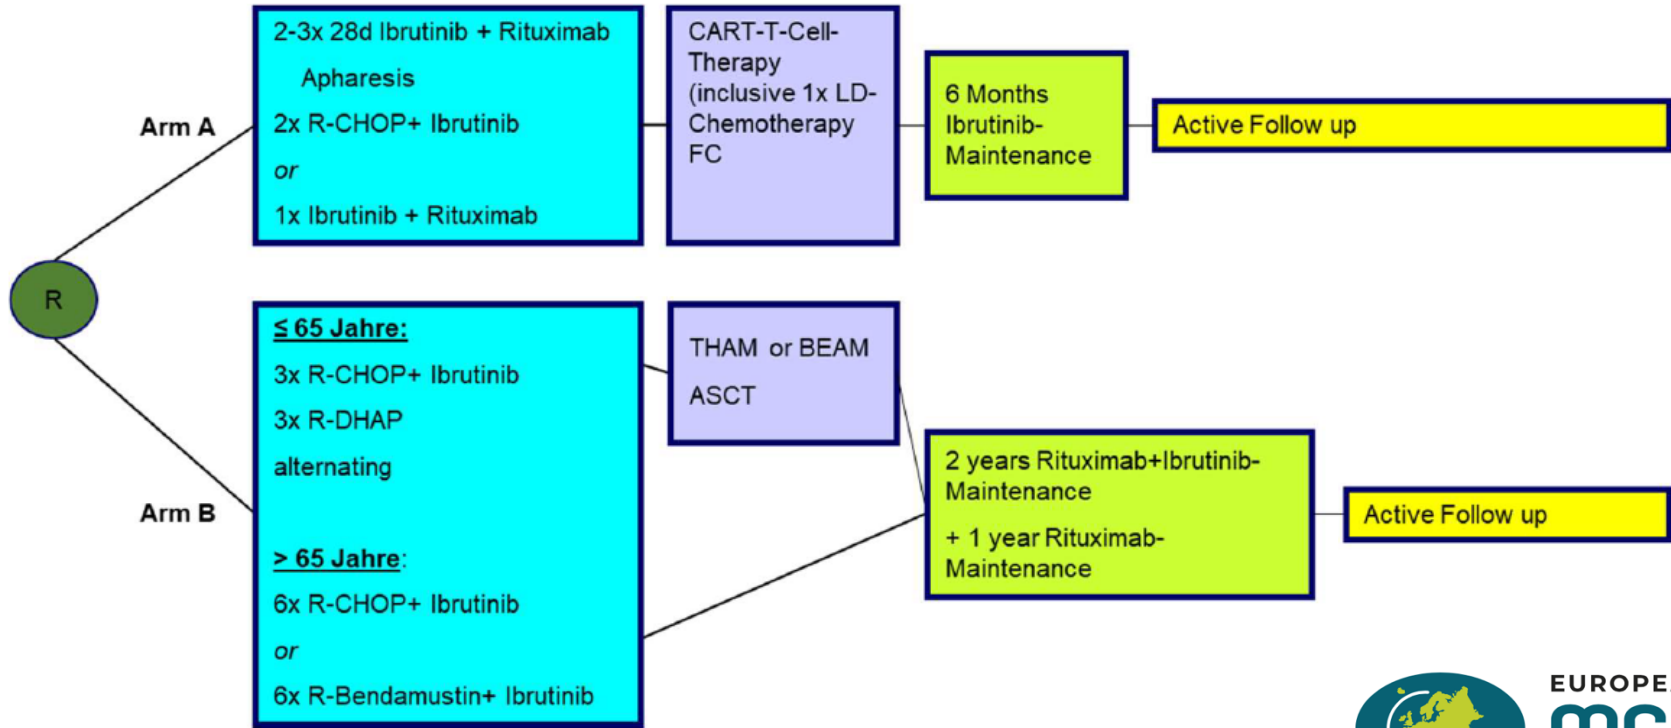 2-3x 28d Ibrutinib + Rituximab
Apharesis
2x R-CHOP+ Ibrutinib
or
1x Ibrutinib + Rituximab
CART-T-Cell-
Therapy
(inclusive 1x LD-
Chemotherapy
FC
6 Months
Ibrutinib-
Maintenance
Active Follow up
Arm A
R
Arm B
≤ 65 Jahre:
3x R-CHOP+ Ibrutinib
3x R-DHAP
alternating
> 65 Jahre:
6x R-CHOP+ Ibrutinib
or
6x R-Bendamustin+ Ibrutinib
THAM or BEAM
ASCT
2 years Rituximab+Ibrutinib-
Maintenance
+ 1 year Rituximab-
Maintenance
Active Follow up